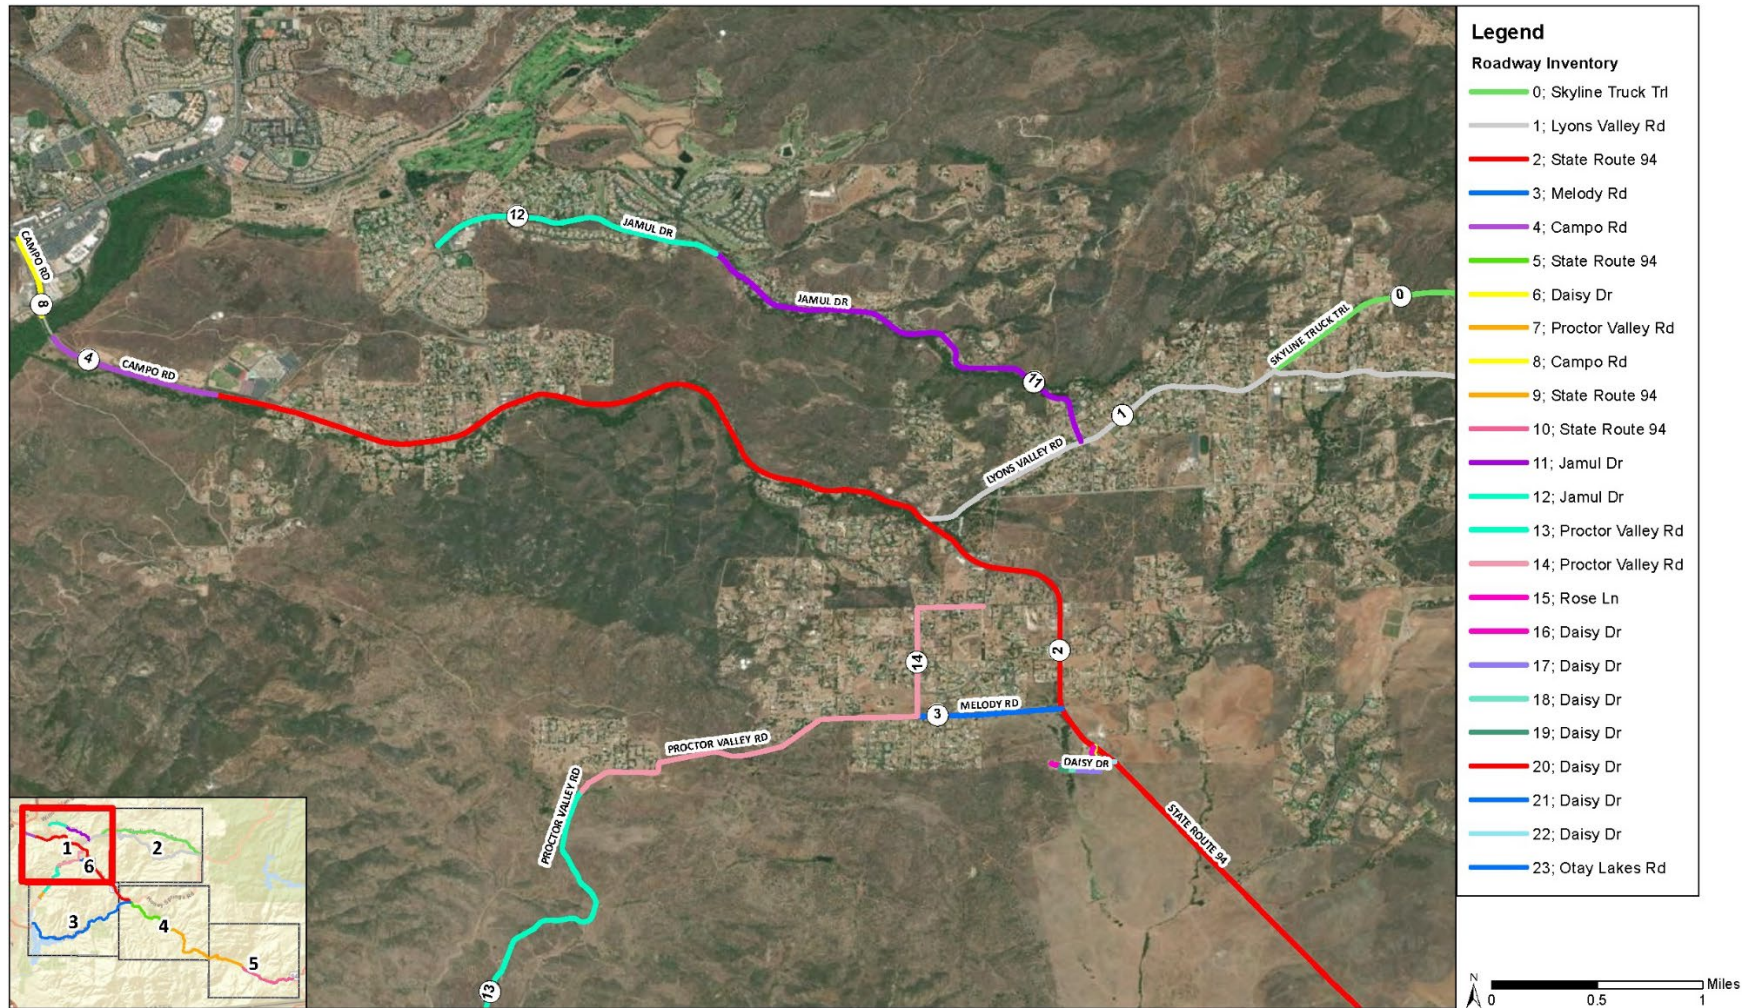 Legend
Roadway Inventory
0; Skyline Truck Trl
1; Lyons Valley Rd
2; State Route 94
3; Melody Rd
4; Campo Rd
5; State Route 94
6; Daisy Dr
7; Proctor Valley Rd
8; Campo Rd
9; State Route 94
10; State Route 94
11; Jamul Dr
12; Jamul Dr
13; Proctor Valley Rd
14; Proctor Valley Rd
15; Rose Ln
16; Daisy Dr
17; Daisy Dr
18; Daisy Dr
19; Daisy Dr
20; Daisy Dr
21; Daisy Dr
22; Daisy Dr
23; Otay Lakes Rd
12
JAMUL DR
CAMPO RD
8
JAMUL DR
0
SKYLINE TRUCK TRL
4
CAMPO RD
11
1
LYONS VALLEY RD
2
14
3
MELODY RD
PROCTOR VALLEY RD
DAISY DR
PROCTOR VALLEY RD
STATE ROUTE 94
13
1
2
6
3
4
5
N
0
0.5
1
Miles